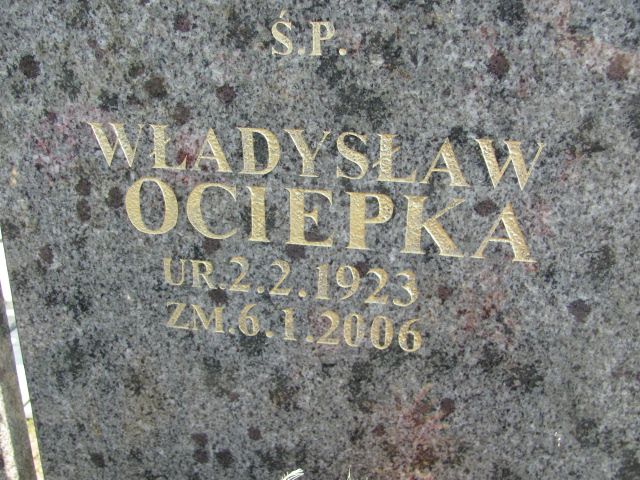 Ś.P.
WŁADYSŁAW
OCIEPKA
UR.2.2.1923
ZM.6.1.2006